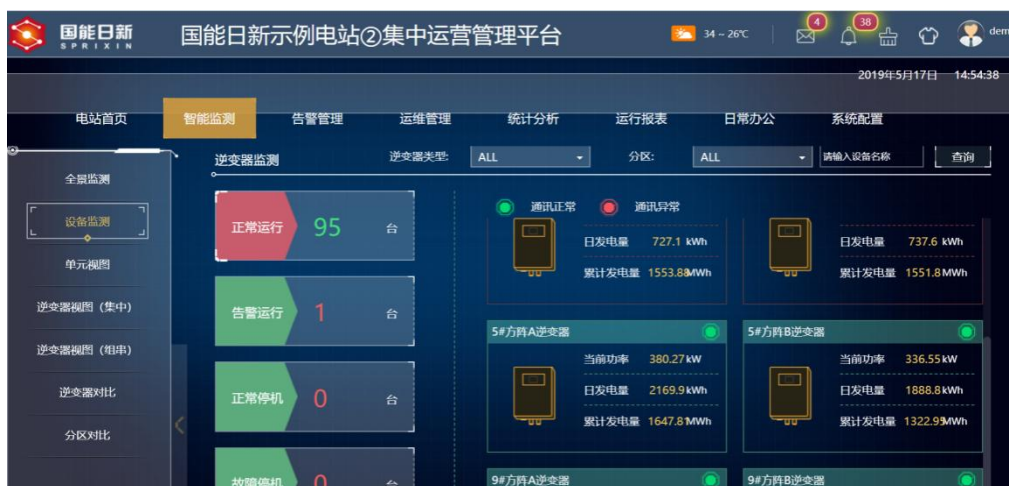 国能日新 国能日新示例电站②集中运营管理平台 34 ~ 26℃ 4 38 dem
SPRIXIN
2019年5月17日 14:54:38
电站首页 智能监测 告警管理 运维管理 统计分析 运行报表 日常办公 系统配置
全景监测
设备监测
单元视图
逆变器视图（集中）
逆变器视图（组串）
逆变器对比
分区对比
逆变器监测 逆变器类型: ALL 分区: ALL 请输入设备名称 查询
正常运行 95 台
告警运行 1 台
正常停机 0 台
故障停机 0 台
通讯正常 通讯异常
日发电量 727.1 kWh
累计发电量 1553.88MWh
日发电量 737.6 kWh
累计发电量 1551.8MWh
5#方阵A逆变器
当前功率 380.27kW
日发电量 2169.9kWh
累计发电量 1647.81MWh
5#方阵B逆变器
当前功率 336.55kW
日发电量 1888.8kWh
累计发电量 1322.95MWh
9#方阵A逆变器 9#方阵B逆变器